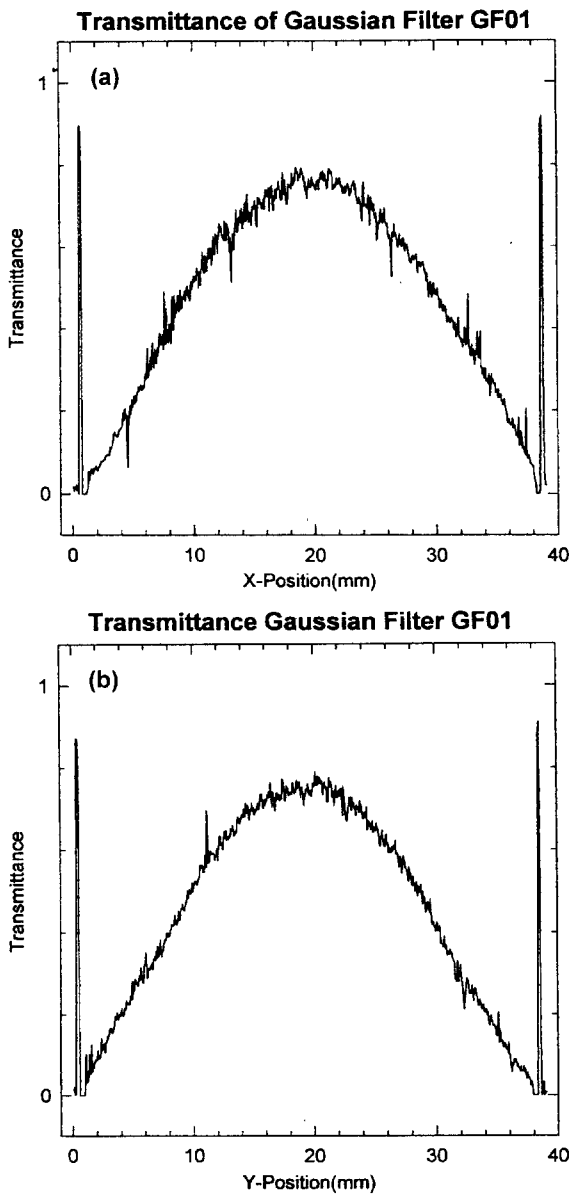 Transmittance of Gaussian Filter GF01
(a)
1
Transmittance
0
0 10 20 30 40
X-Position(mm)
Transmittance Gaussian Filter GF01
(b)
1
Transmittance
0
0 10 20 30 40
Y-Position(mm)